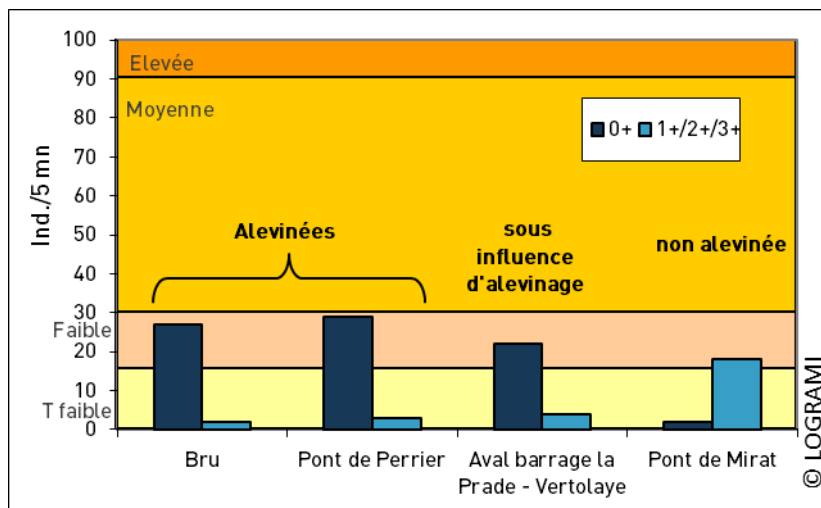 Ind./5 mn
100
90
80
70
60
50
40
30
20
10
0
Elevée
Moyenne
Faible
T faible
0+ 1+/2+/3+
Alevinées
sous
influence
d'alevinage
non alevinée
Bru
Pont de Perrier
Aval barrage la
Prade - Vertolaye
Pont de Mirat
© LOGRAMI